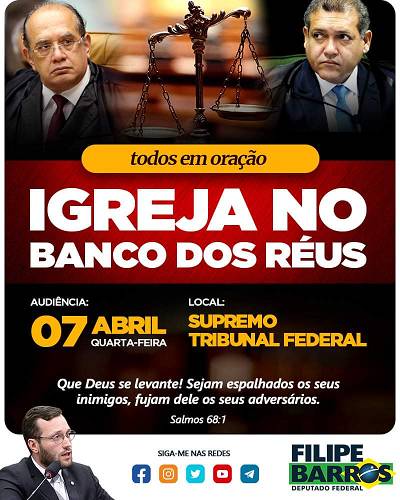 todos em oração
IGREJA NO
BANCO DOS RÉUS
AUDIÊNCIA:
07 ABRIL
QUARTA-FEIRA
LOCAL:
SUPREMO
TRIBUNAL FEDERAL
Que Deus se levante! Sejam espalhados os seus
inimigos, fujam dele os seus adversários.
Salmos 68:1
SIGA-ME NAS REDES
FILIPE
BARROS
DEPUTADO FEDERAL